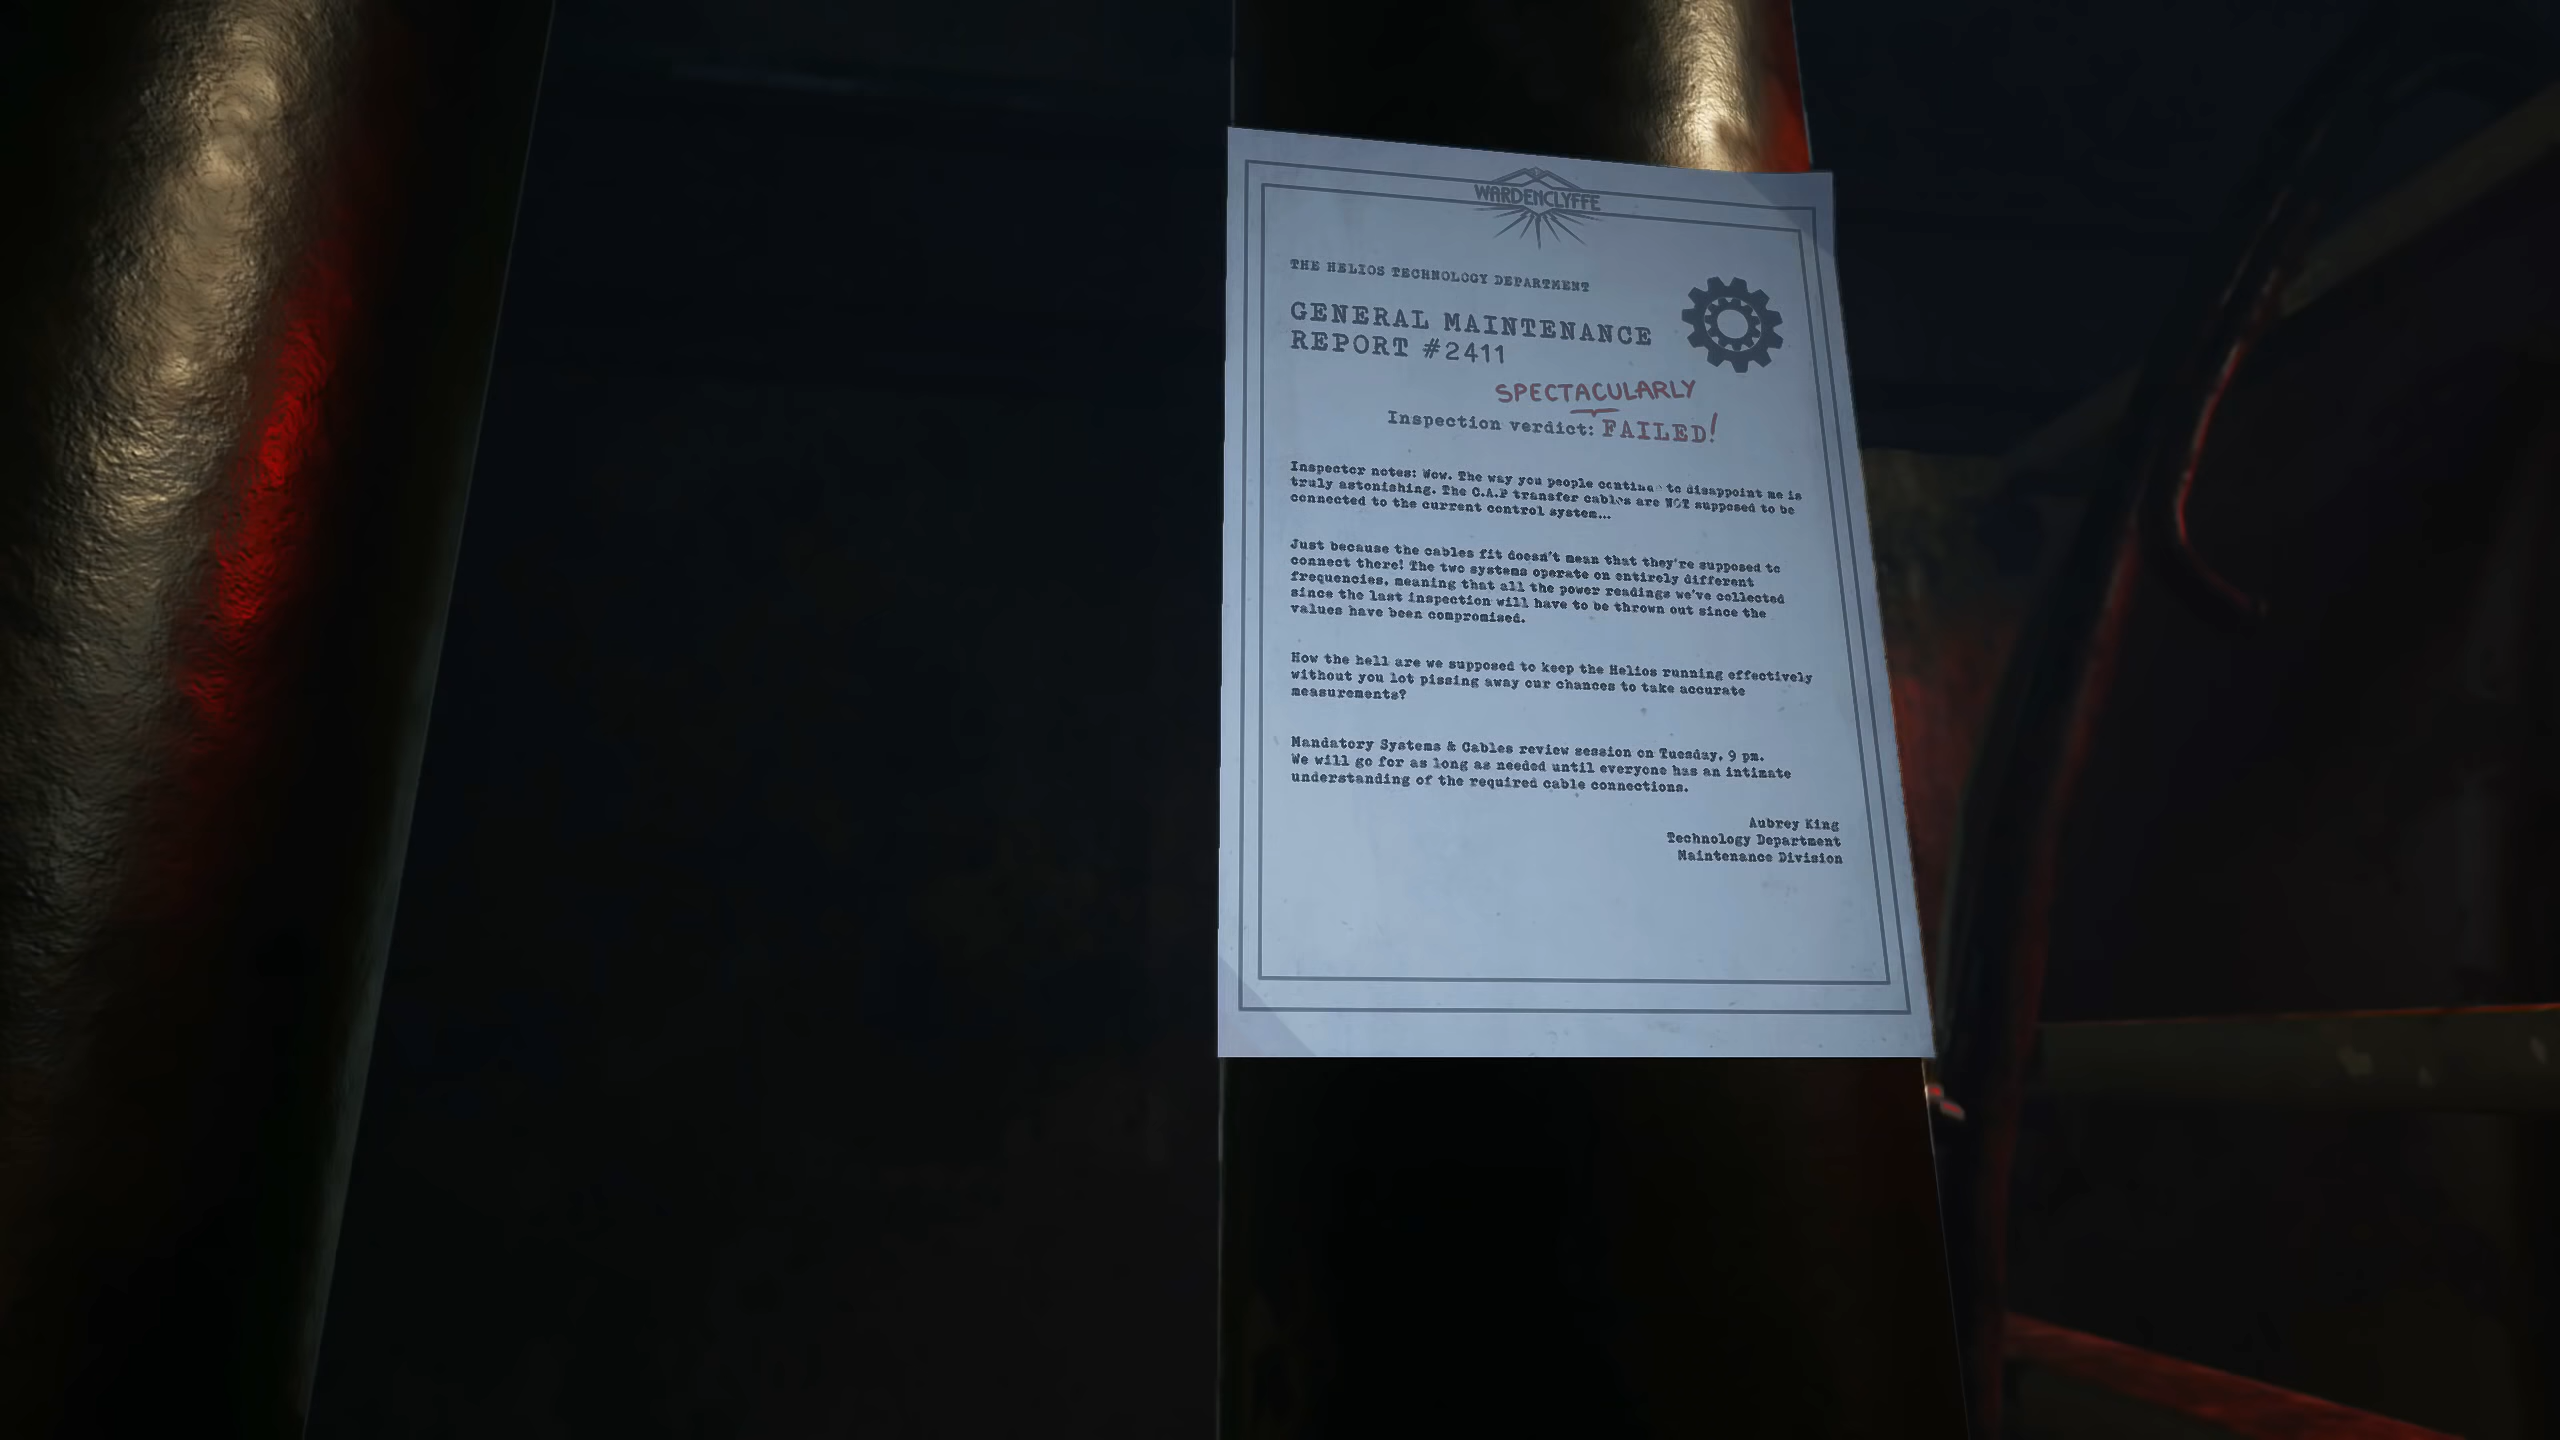 WARDENCLYFFE
THE HELIOS TECHNOLOGY DEPARTMENT
GENERAL MAINTENANCE
REPORT #2411
SPECTACULARLY
Inspection verdict: FAILED!
Inspector notes: Wow. The way you people continue to disappoint me is
truly astonishing. The C.A.P transfer cables are NOT supposed to be
connected to the current control system...
Just because the cables fit doesn't mean that they're supposed to
connect there! The two systems operate on entirely different
frequencies, meaning that all the power readings we've collected
since the last inspection will have to be thrown out since the
values have been compromised.
How the hell are we supposed to keep the Helios running effectively
without you lot pissing away our chances to take accurate
measurements?
Mandatory Systems & Cables review session on Tuesday, 9 pm.
We will go for as long as needed until everyone has an intimate
understanding of the required cable connections.
Aubrey King
Technology Department
Maintenance Division